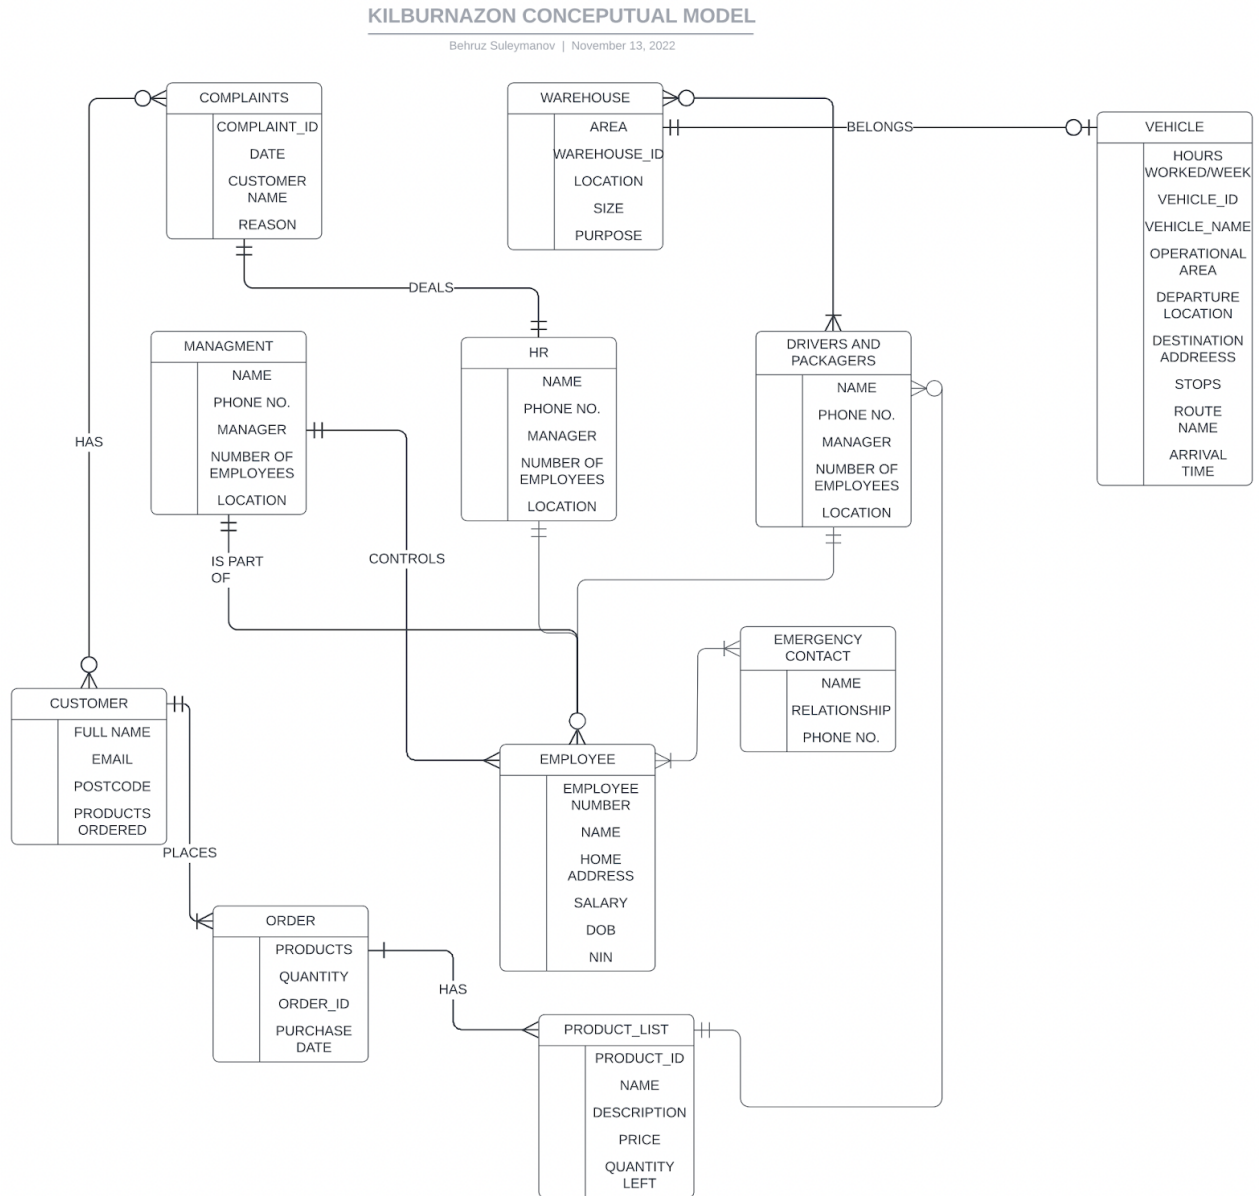 KILBURNAZON CONCEPUTUAL MODEL
Behruz Suleymanov | November 13, 2022
COMPLAINTS
COMPLAINT_ID
DATE
CUSTOMER
NAME
REASON
WAREHOUSE
AREA
WAREHOUSE_ID
LOCATION
SIZE
PURPOSE
BELONGS
VEHICLE
HOURS
WORKED/WEEK
VEHICLE_ID
VEHICLE_NAME
OPERATIONAL
AREA
DEPARTURE
LOCATION
DESTINATION
ADDREESS
STOPS
ROUTE
NAME
ARRIVAL
TIME
DEALS
MANAGMENT
NAME
PHONE NO.
MANAGER
NUMBER OF
EMPLOYEES
LOCATION
HR
NAME
PHONE NO.
MANAGER
NUMBER OF
EMPLOYEES
LOCATION
DRIVERS AND
PACKAGERS
NAME
PHONE NO.
MANAGER
NUMBER OF
EMPLOYEES
LOCATION
HAS
IS PART
OF
CONTROLS
EMERGENCY
CONTACT
NAME
RELATIONSHIP
PHONE NO.
CUSTOMER
FULL NAME
EMAIL
POSTCODE
PRODUCTS
ORDERED
PLACES
EMPLOYEE
EMPLOYEE
NUMBER
NAME
HOME
ADDRESS
SALARY
DOB
NIN
ORDER
PRODUCTS
QUANTITY
ORDER_ID
PURCHASE
DATE
HAS
PRODUCT_LIST
PRODUCT_ID
NAME
DESCRIPTION
PRICE
QUANTITY
LEFT